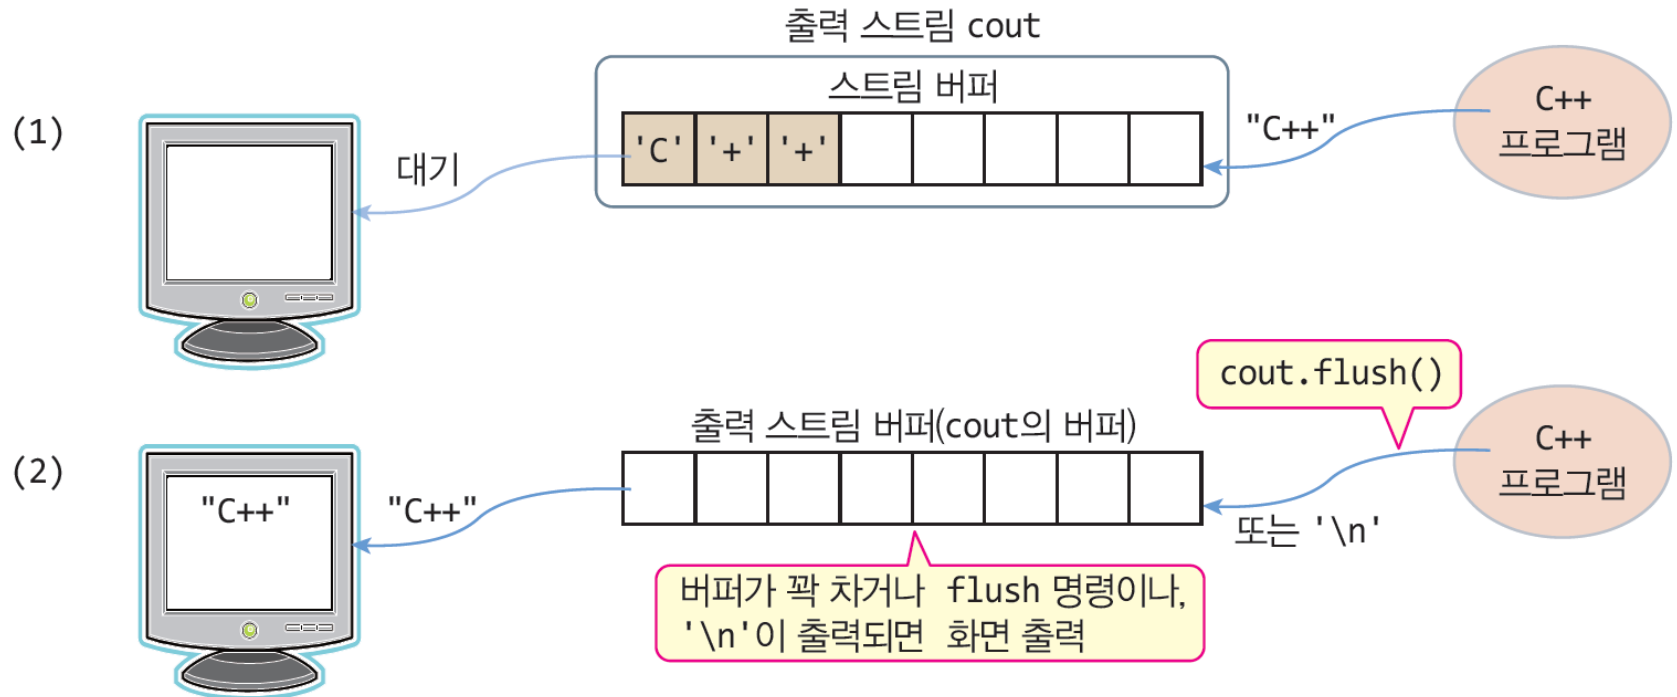 출력 스트림 cout
(1)
스트림 버퍼
'C' '+' '+'
대기
"C++"
C++
프로그램
cout.flush()
(2)
출력 스트림 버퍼(cout의 버퍼)
"C++"
"C++"
C++
프로그램
또는 '\n'
버퍼가 꽉 차거나 flush 명령이나,
'\n'이 출력되면 화면 출력